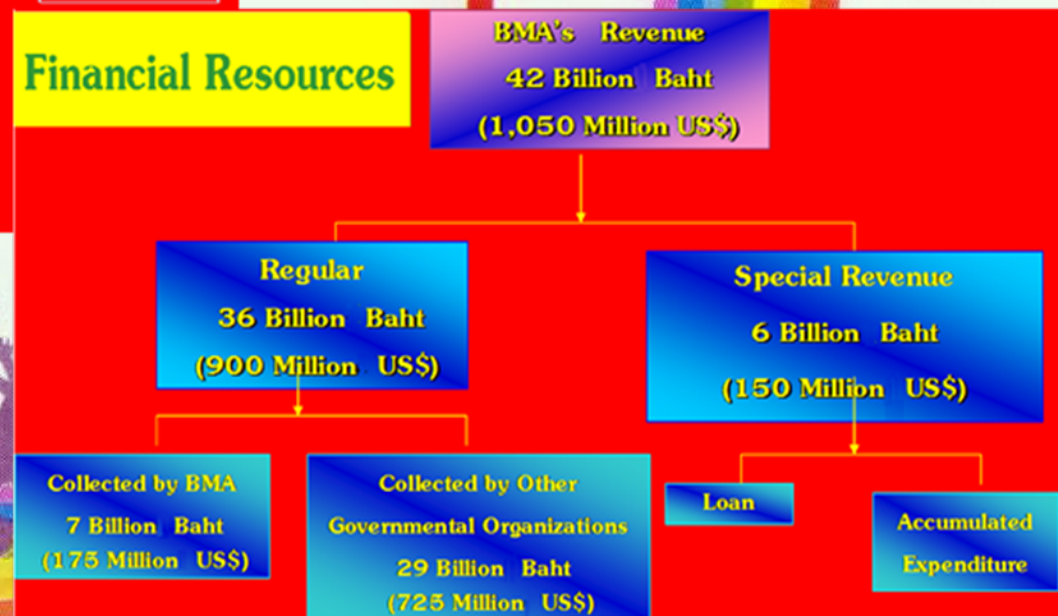 Financial Resources
BMA's Revenue
42 Billion Baht
(1,050 Million US$)
Regular
36 Billion Baht
(900 Million US$)
Special Revenue
6 Billion Baht
(150 Million US$)
Collected by BMA
7 Billion Baht
(175 Million US$)
Collected by Other
Governmental Organizations
29 Billion Baht
(725 Million US$)
Loan
Accumulated
Expenditure